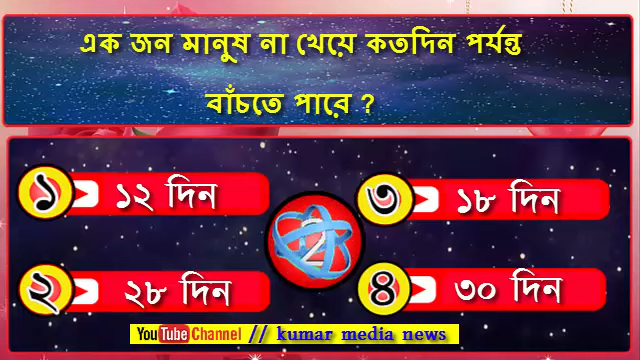 এক জন মানুষ না খেয়ে কতদিন পর্যন্ত
বাঁচতে পারে ?
১ ১২ দিন
৩ ১৮ দিন
2
২ ২৮ দিন
৪ ৩০ দিন
YouTube Channel // kumar media news